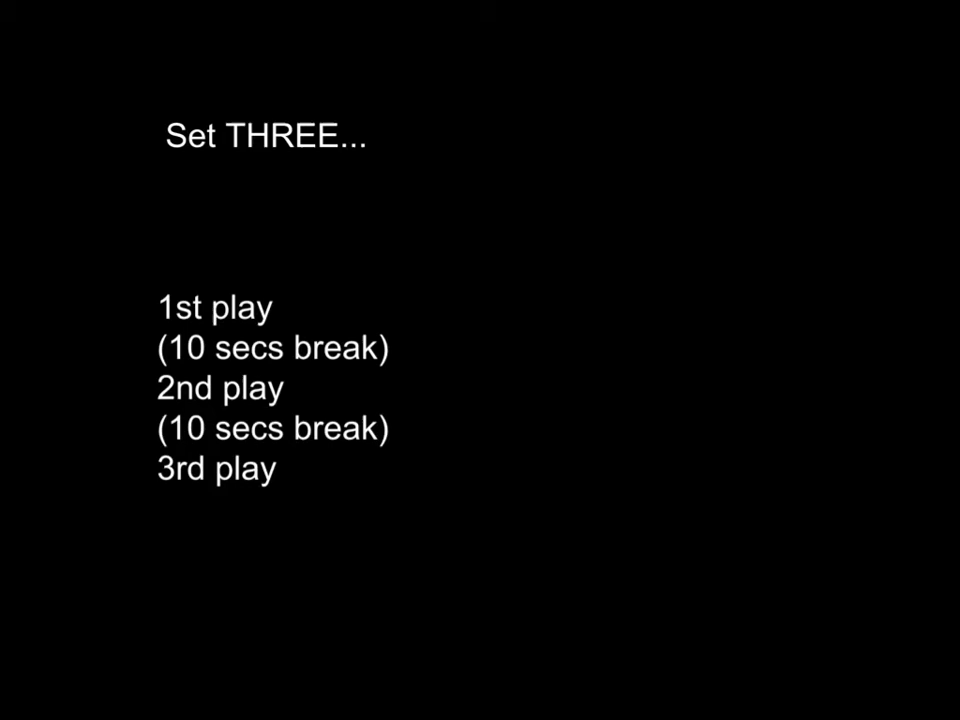 Set THREE...
1st play
(10 secs break)
2nd play
(10 secs break)
3rd play